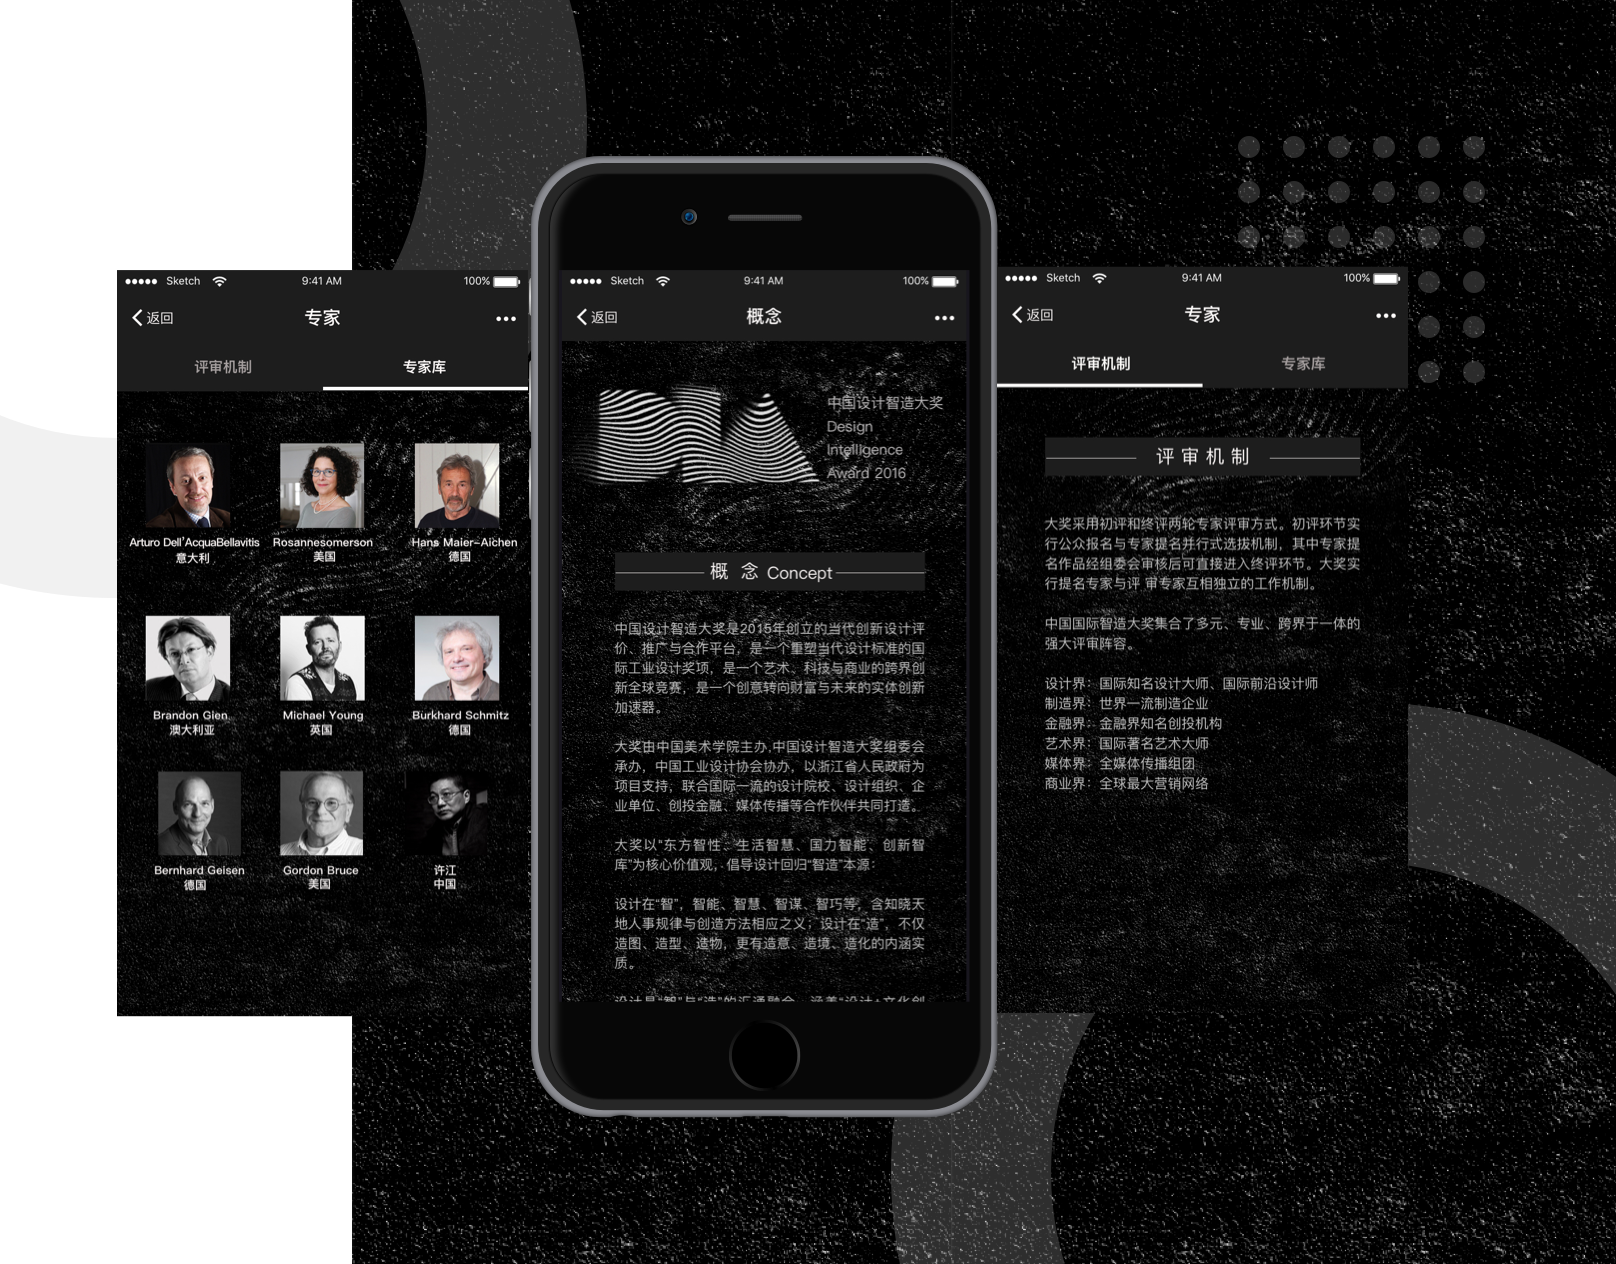 Sketch
9:41 AM
100%
返回
专家
评审机制
专家库
Arturo Dell'AcquaBellavitis
意大利
Rosannesomerson
美国
Hans Maier-Aichen
德国
Brandon Gien
澳大利亚
Michael Young
英国
Burkhard Schmitz
德国
Bernhard Geisen
德国
Gordon Bruce
美国
许江
中国
Sketch
9:41 AM
100%
返回
概念
中国设计智造大奖
Design
Intelligence
Award 2016
概 念 Concept
中国设计智造大奖是2015年创立的当代创新设计评
价、推广与合作平台，是一个重塑当代设计标准的国
际工业设计奖项，是一个艺术、科技与商业的跨界创
新全球竞赛，是一个创意转向财富与未来的实体创新
加速器。
大奖由中国美术学院主办,中国设计智造大奖组委会
承办，中国工业设计协会协办，以浙江省人民政府为
项目支持，联合国际一流的设计院校、设计组织、企
业单位、创投金融、媒体传播等合作伙伴共同打造。
大奖以"东方智性、生活智慧、国力智能、创新智
库"为核心价值观，倡导设计回归"智造"本源：
设计在"智"，智能、智慧、智谋、智巧等，含知晓天
地人事规律与创造方法相应之义；设计在"造"，不仅
造图、造型、造物，更有造意、造境、造化的内涵实
质。
设计是"智"与"造"的汇通融合，涵盖"设计+文化创
Sketch
9:41 AM
100%
返回
专家
评审机制
专家库
评审机制
大奖采用初评和终评两轮专家评审方式。初评环节实
行公众报名与专家提名并行式选拔机制，其中专家提
名作品经组委会审核后可直接进入终评环节。大奖实
行提名专家与评 审专家互相独立的工作机制。
中国国际智造大奖集合了多元、专业、跨界于一体的
强大评审阵容。
设计界：国际知名设计大师、国际前沿设计师
制造界：世界一流制造企业
金融界：金融界知名创投机构
艺术界：国际著名艺术大师
媒体界：全媒体传播组团
商业界：全球最大营销网络